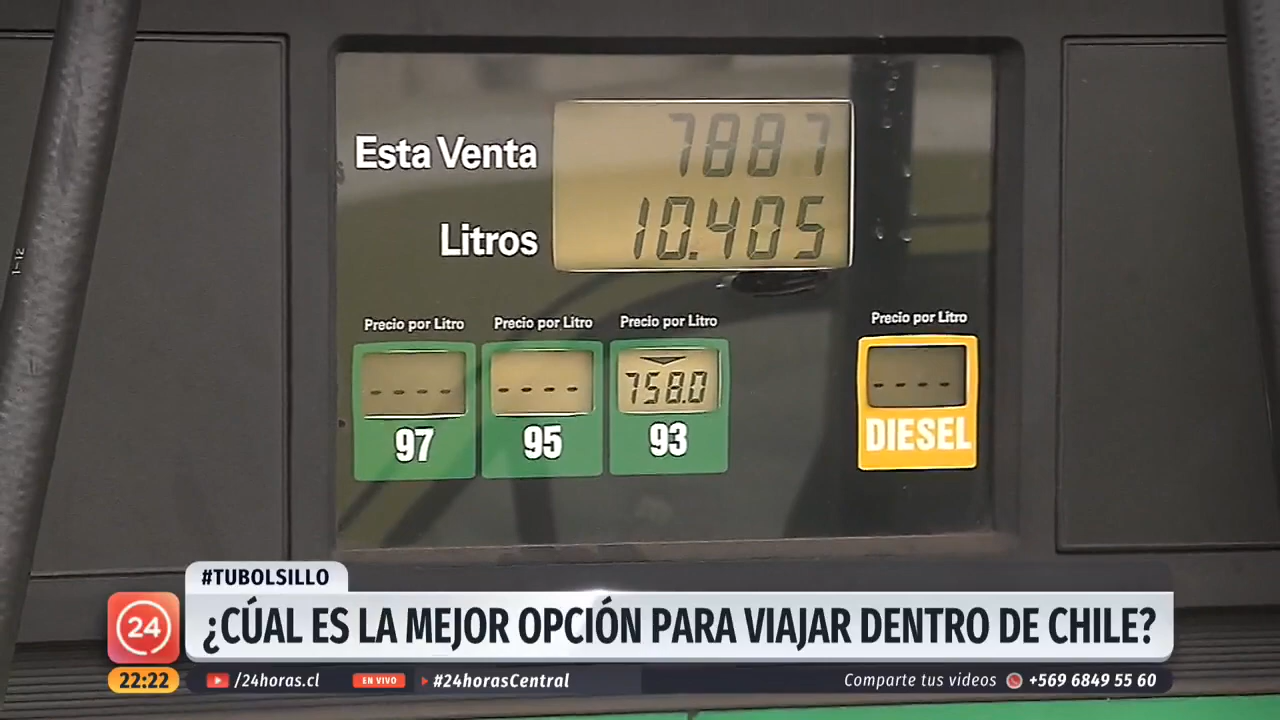 Esta Venta 7887
Litros 10.405
Precio por Litro Precio por Litro Precio por Litro Precio por Litro
---- ---- 758.0 ----
97 95 93 DIESEL
1-12
#TUBOLSILLO
24 ¿CÚAL ES LA MEJOR OPCIÓN PARA VIAJAR DENTRO DE CHILE?
22:22 /24horas.cl EN VIVO #24horasCentral Comparte tus videos +569 6849 55 60